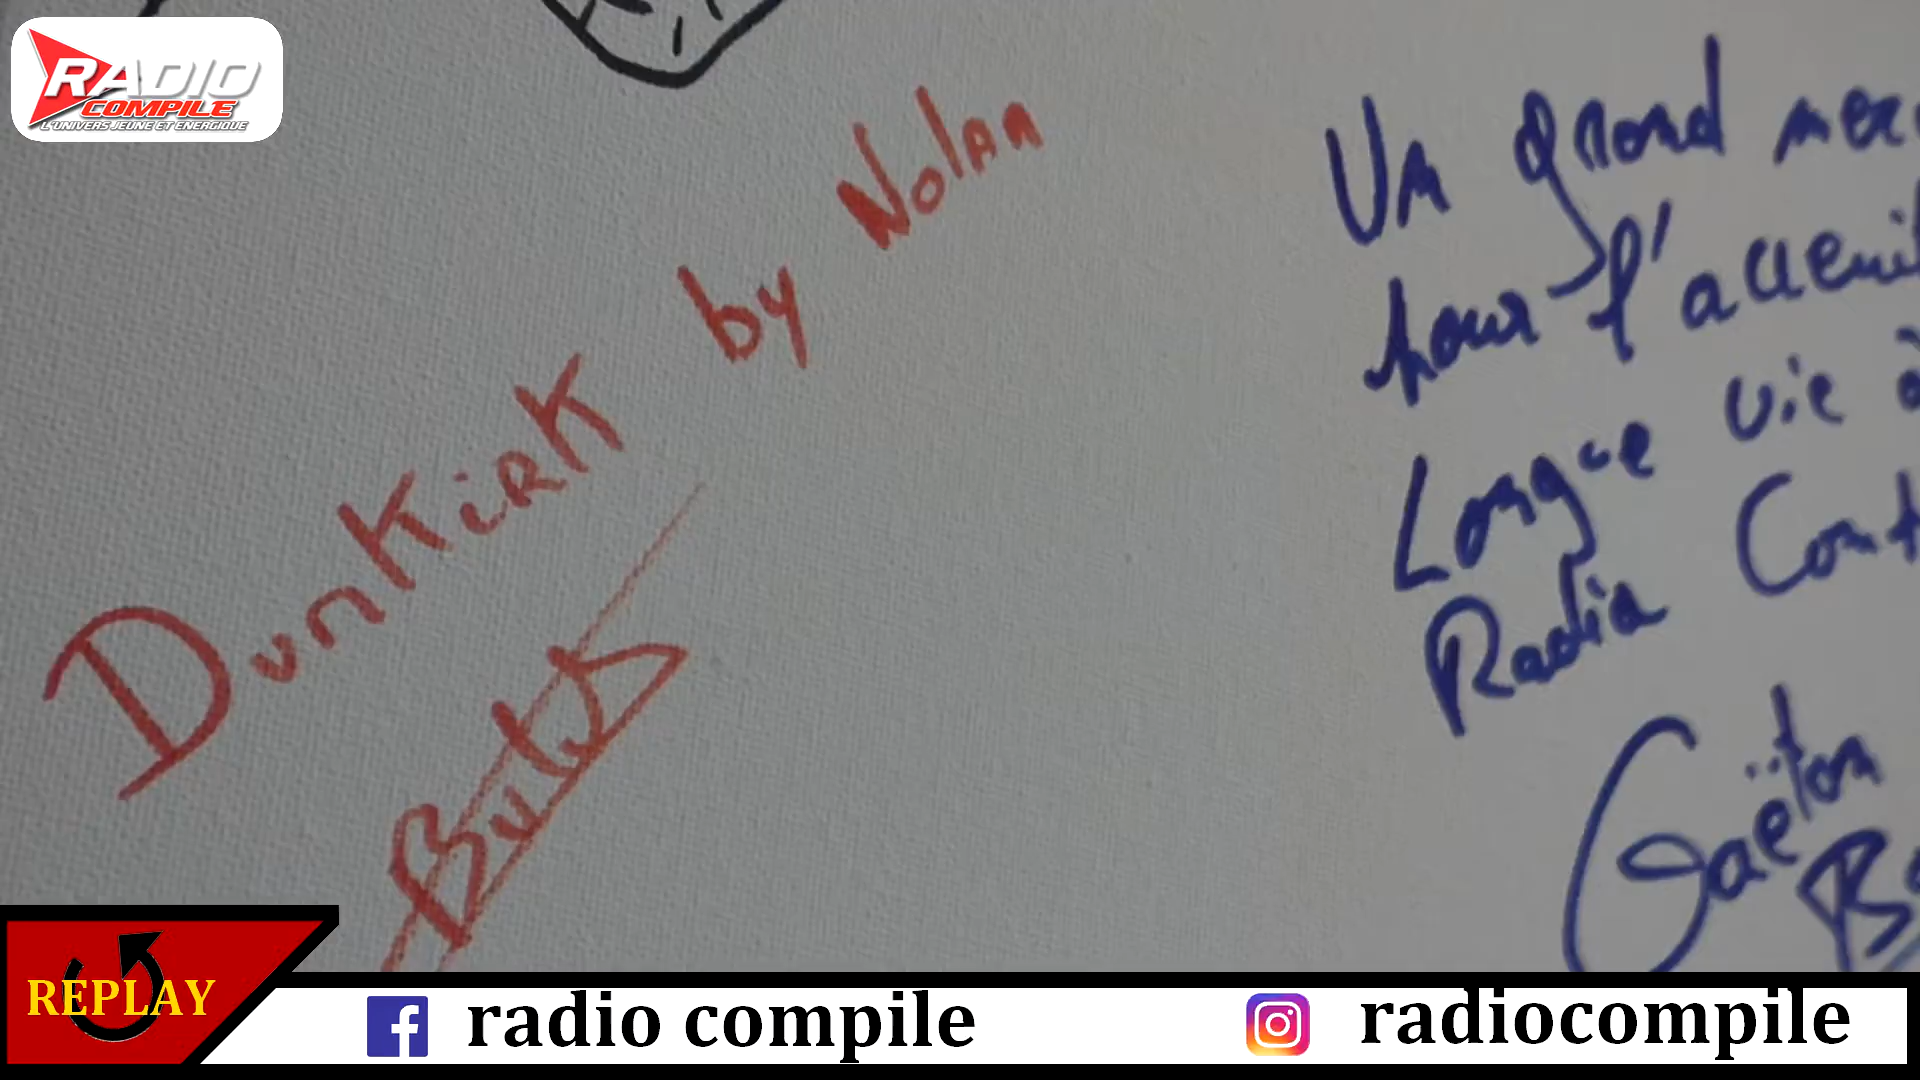 RADIO
COMPILE
L'UNIVERS JEUNE ET ENERGIQUE
DunKirK by Nolan
Un grand
pour l'accueil
Longue vie à
Radio
Gaëtan
REPLAY
radio compile
radiocompile